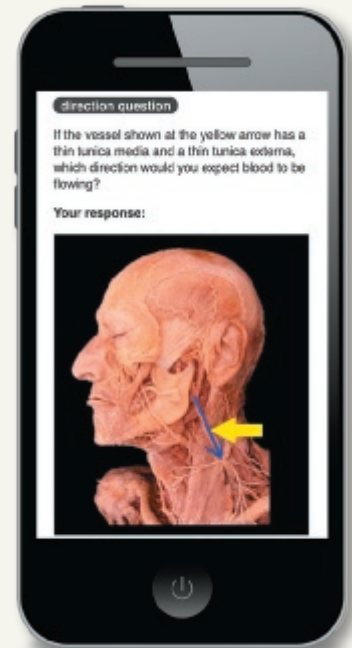 direction question
If the vessel shown at the yellow arrow has a
thin tunica media and a thin tunica externa,
which direction would you expect blood to be
flowing?
Your response: